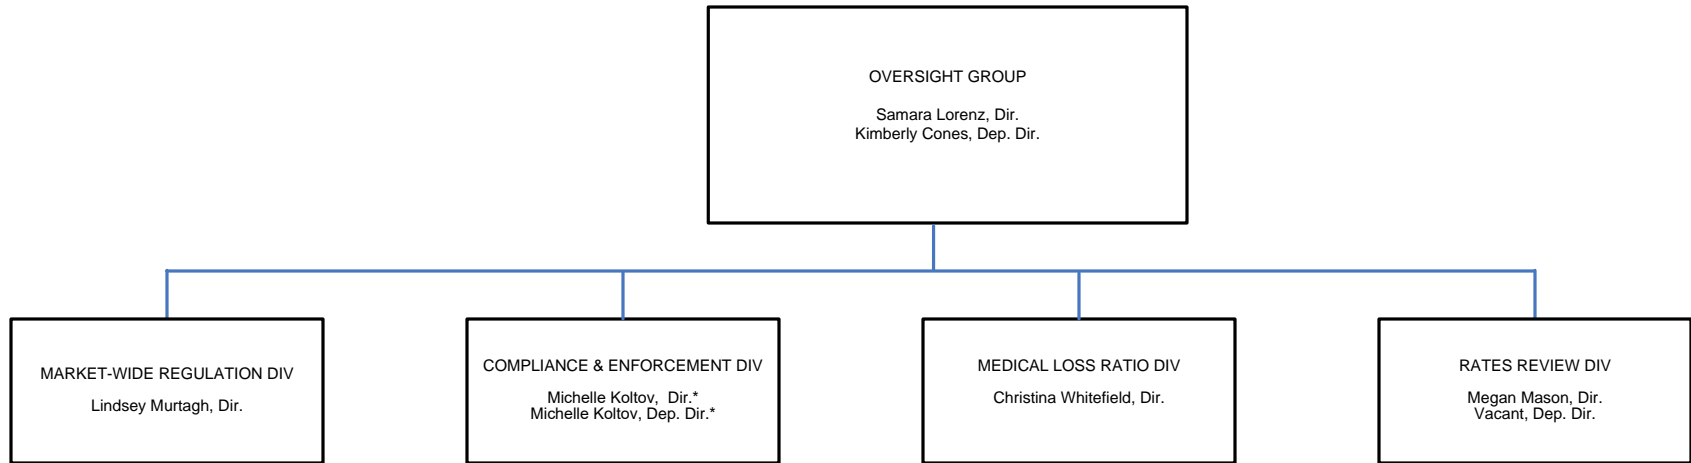 OVERSIGHT GROUP
Samara Lorenz, Dir.
Kimberly Cones, Dep. Dir.
MARKET-WIDE REGULATION DIV
Lindsey Murtagh, Dir.
COMPLIANCE & ENFORCEMENT DIV
Michelle Koltov,  Dir.*
Michelle Koltov, Dep. Dir.*
MEDICAL LOSS RATIO DIV
Christina Whitefield, Dir.
RATES REVIEW DIV
Megan Mason, Dir.
Vacant, Dep. Dir.